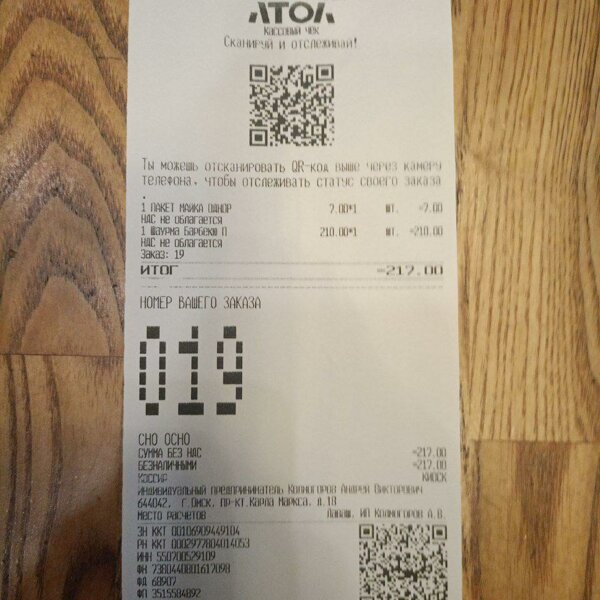 АТОЛ
Кассовый чек
Сканируй и отслеживай!
Ты можешь отсканировать QR-код выше через камеру
телефона, чтобы отслеживать статус своего заказа
.
1 ПАКЕТ МАЙКА ОДНОР 7.00*1 шт. =7.00
НДС не облагается
1 Шаурма Барбекю П 210.00*1 шт. =210.00
НДС не облагается
Заказ: 19
ИТОГ =217.00
НОМЕР ВАШЕГО ЗАКАЗА
019
СНО ОСНО
СУММА БЕЗ НДС =217.00
БЕЗНАЛИЧНЫМИ =217.00
Кассир КИОСК
Индивидуальный предприниматель Колногоров Андрей Викторович
644042, г.Омск, пр-кт.Карла Маркса, д.18
Место расчетов Лаваш, ИП Колногоров А.В.
ЗН ККТ 00106909449104
РН ККТ 0002977804014053
ИНН 550700529109
ФН 7380440801617098
ФД 68907
ФП 3515584892